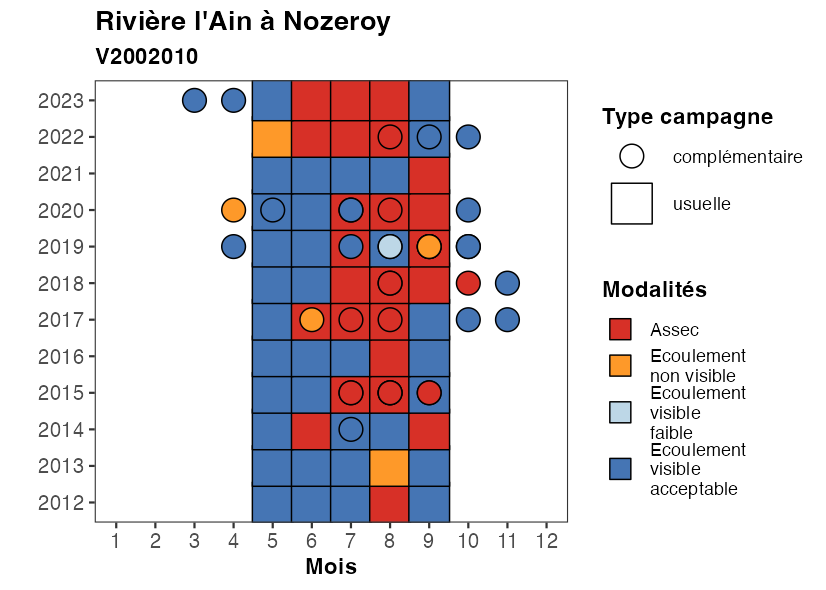 Rivière l'Ain à Nozeroy
V2002010
2023
2022
2021
2020
2019
2018
2017
2016
2015
2014
2013
2012
1 2 3 4 5 6 7 8 9 10 11 12
Mois
Type campagne
complémentaire
usuelle
Modalités
Assec
Ecoulement
non visible
Ecoulement
visible
faible
Ecoulement
visible
acceptable